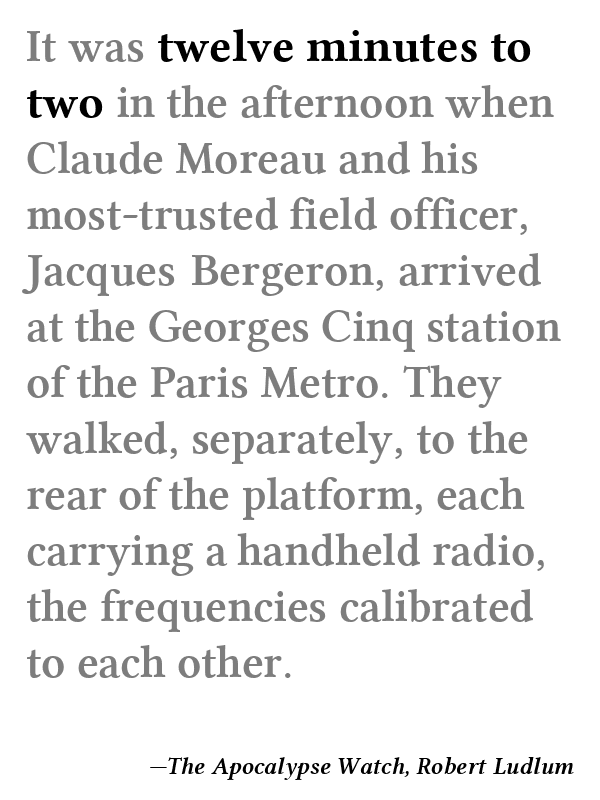 It was twelve minutes to
two in the afternoon when
Claude Moreau and his
most-trusted field officer,
Jacques Bergeron, arrived
at the Georges Cinq station
of the Paris Metro. They
walked, separately, to the
rear of the platform, each
carrying a handheld radio,
the frequencies calibrated
to each other.
—The Apocalypse Watch, Robert Ludlum